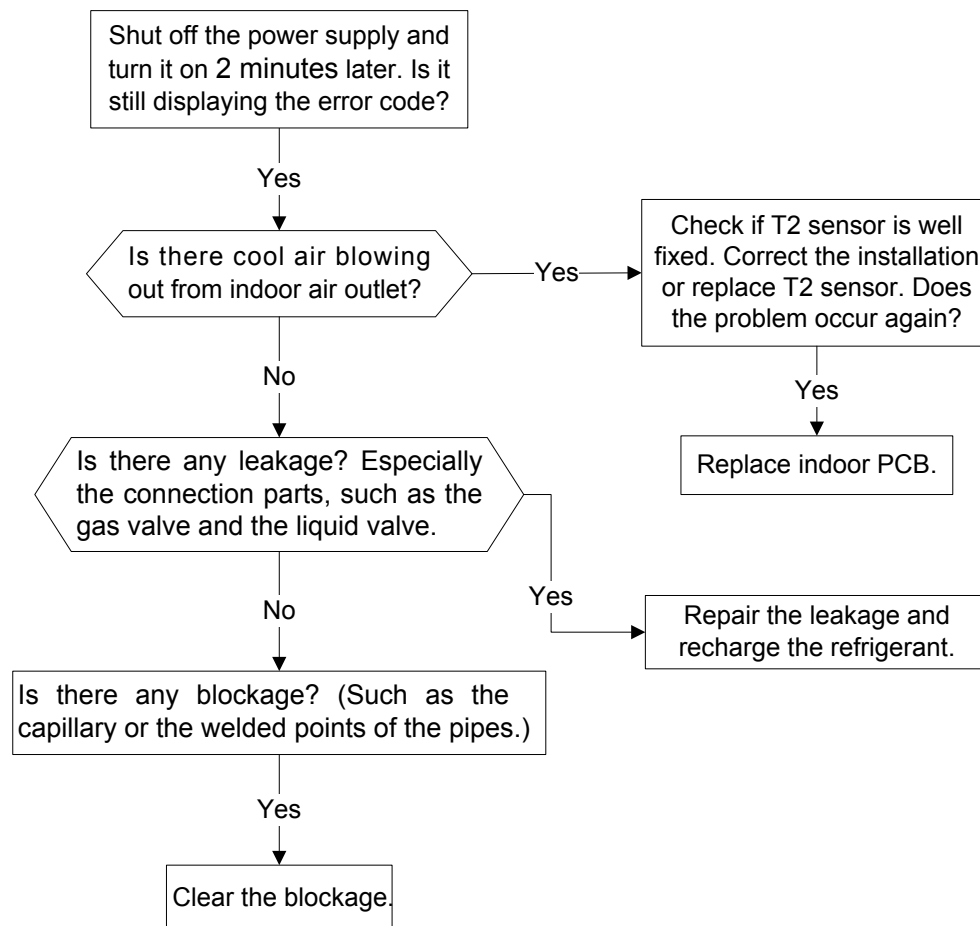 Shut off the power supply and
turn it on 2 minutes later. Is it
still displaying the error code?
Yes
Is there cool air blowing
out from indoor air outlet?
Yes
Check if T2 sensor is well
fixed. Correct the installation
or replace T2 sensor. Does
the problem occur again?
Yes
Replace indoor PCB.
No
Is there any leakage? Especially
the connection parts, such as the
gas valve and the liquid valve.
Yes
Repair the leakage and
recharge the refrigerant.
No
Is there any blockage? (Such as the
capillary or the welded points of the pipes.)
Yes
Clear the blockage.